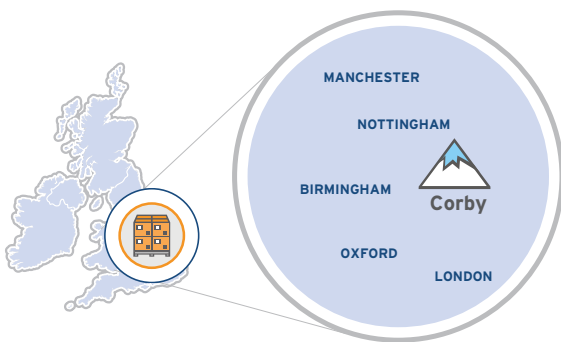 MANCHESTER
NOTTINGHAM
BIRMINGHAM
Corby
OXFORD
LONDON